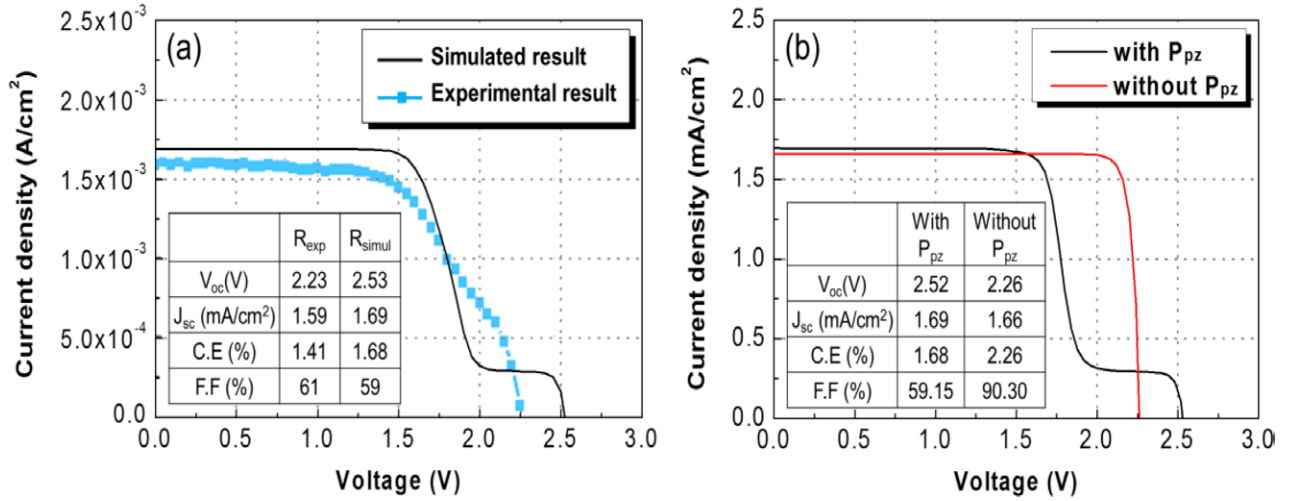 (a)
Simulated result
Experimental result
Current density (A/cm²)
2.5x10⁻³
2.0x10⁻³
1.5x10⁻³
1.0x10⁻³
5.0x10⁻⁴
0.0
R_exp R_simul
V_oc(V) 2.23 2.53
J_sc (mA/cm²) 1.59 1.69
C.E (%) 1.41 1.68
F.F (%) 61 59
0.0 0.5 1.0 1.5 2.0 2.5 3.0
Voltage (V)
(b)
with P_pz
without P_pz
Current density (mA/cm²)
2.5
2.0
1.5
1.0
0.5
0.0
With P_pz Without P_pz
V_oc(V) 2.52 2.26
J_sc (mA/cm²) 1.69 1.66
C.E (%) 1.68 2.26
F.F (%) 59.15 90.30
0.0 0.5 1.0 1.5 2.0 2.5 3.0
Voltage (V)